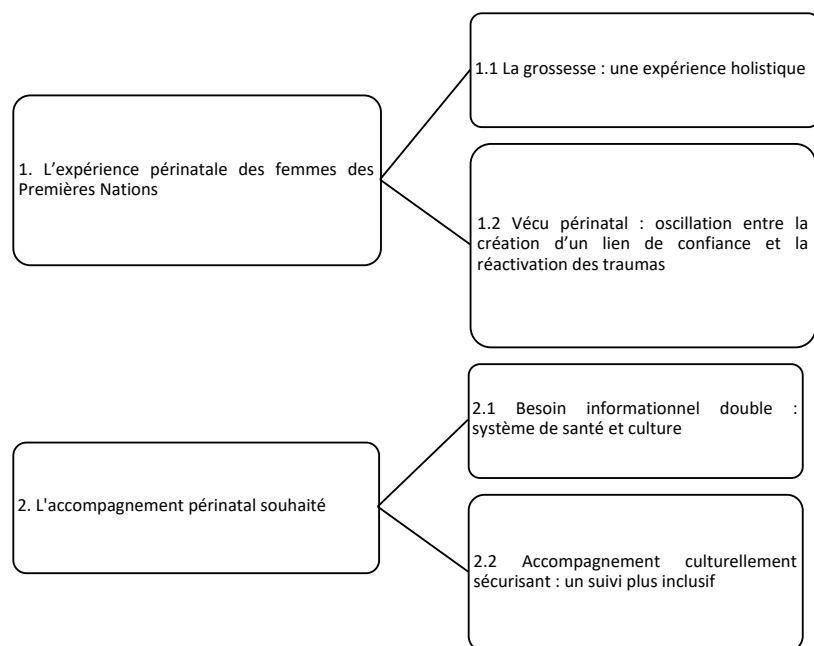 1. L’expérience périnatale des femmes des
Premières Nations
1.1 La grossesse : une expérience holistique
1.2 Vécu périnatal : oscillation entre la
création d’un lien de confiance et la
réactivation des traumas
2. L'accompagnement périnatal souhaité
2.1 Besoin informationnel double :
système de santé et culture
2.2 Accompagnement culturellement
sécurisant : un suivi plus inclusif